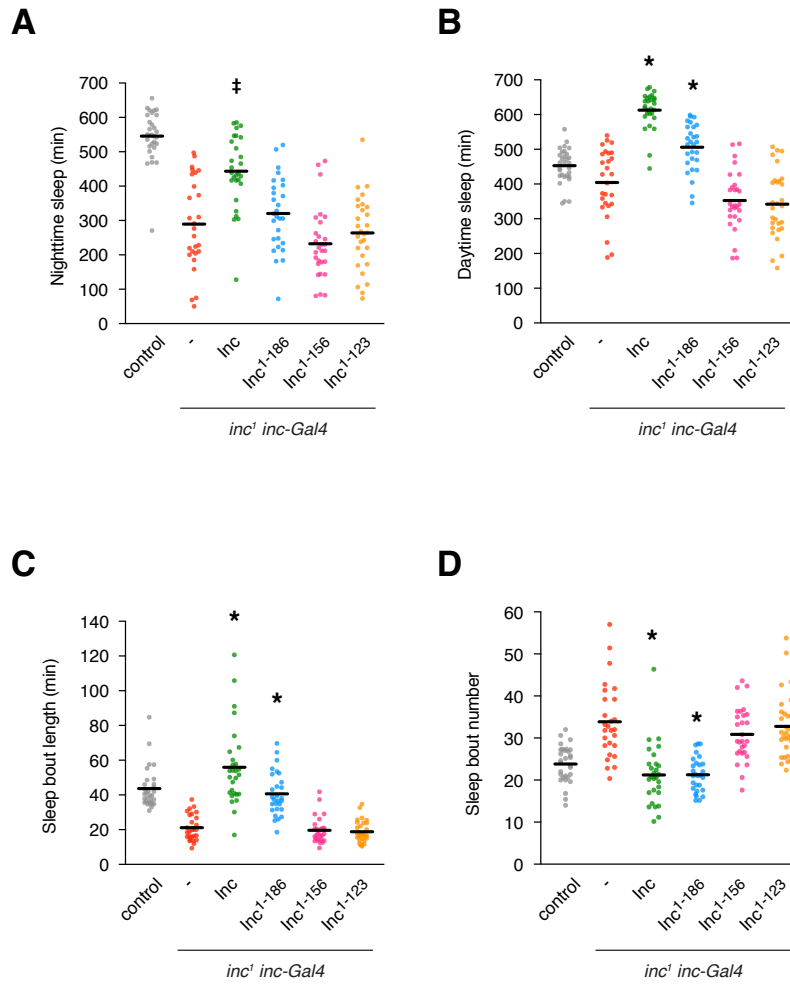 A
Nighttime sleep (min)
700
600
500
400
300
200
100
0
‡
control
-
Inc
Inc1-186
Inc1-156
Inc1-123
inc1 inc-Gal4
B
Daytime sleep (min)
700
600
500
400
300
200
100
0
*
*
control
-
Inc
Inc1-186
Inc1-156
Inc1-123
inc1 inc-Gal4
C
Sleep bout length (min)
140
120
100
80
60
40
20
0
*
*
control
-
Inc
Inc1-186
Inc1-156
Inc1-123
inc1 inc-Gal4
D
Sleep bout number
60
50
40
30
20
10
0
*
*
control
-
Inc
Inc1-186
Inc1-156
Inc1-123
inc1 inc-Gal4